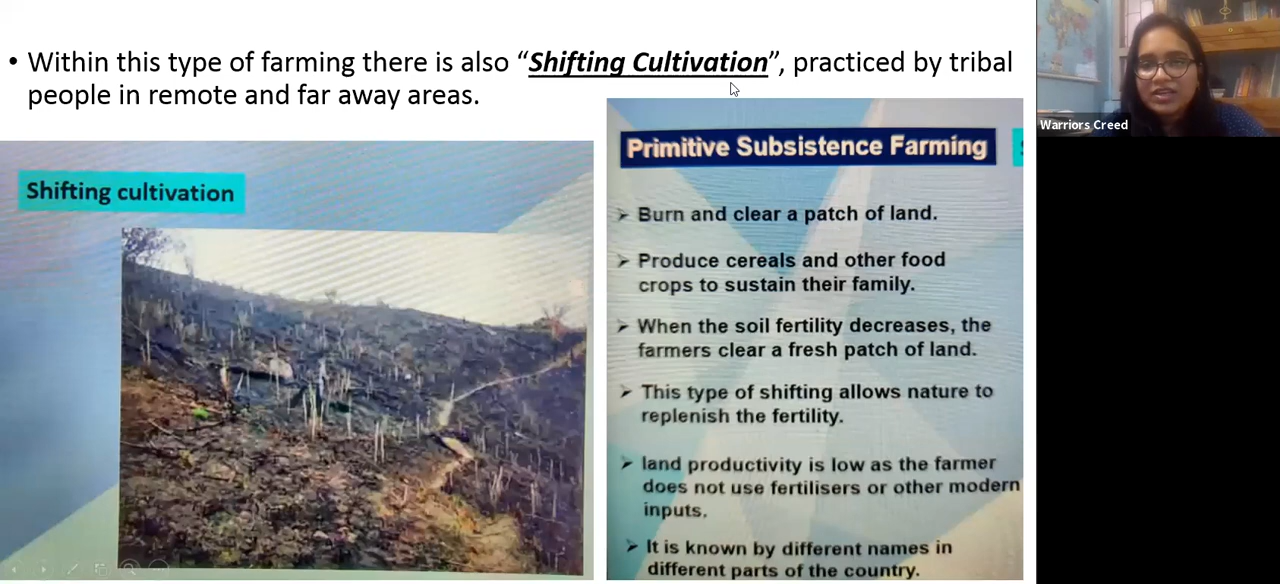 • Within this type of farming there is also “Shifting Cultivation”, practiced by tribal
people in remote and far away areas.
Shifting cultivation
Primitive Subsistence Farming
➢ Burn and clear a patch of land.
➢ Produce cereals and other food
crops to sustain their family.
➢ When the soil fertility decreases, the
farmers clear a fresh patch of land.
➢ This type of shifting allows nature to
replenish the fertility.
➢ land productivity is low as the farmer
does not use fertilisers or other modern
inputs.
➢ It is known by different names in
different parts of the country.
Warriors Creed